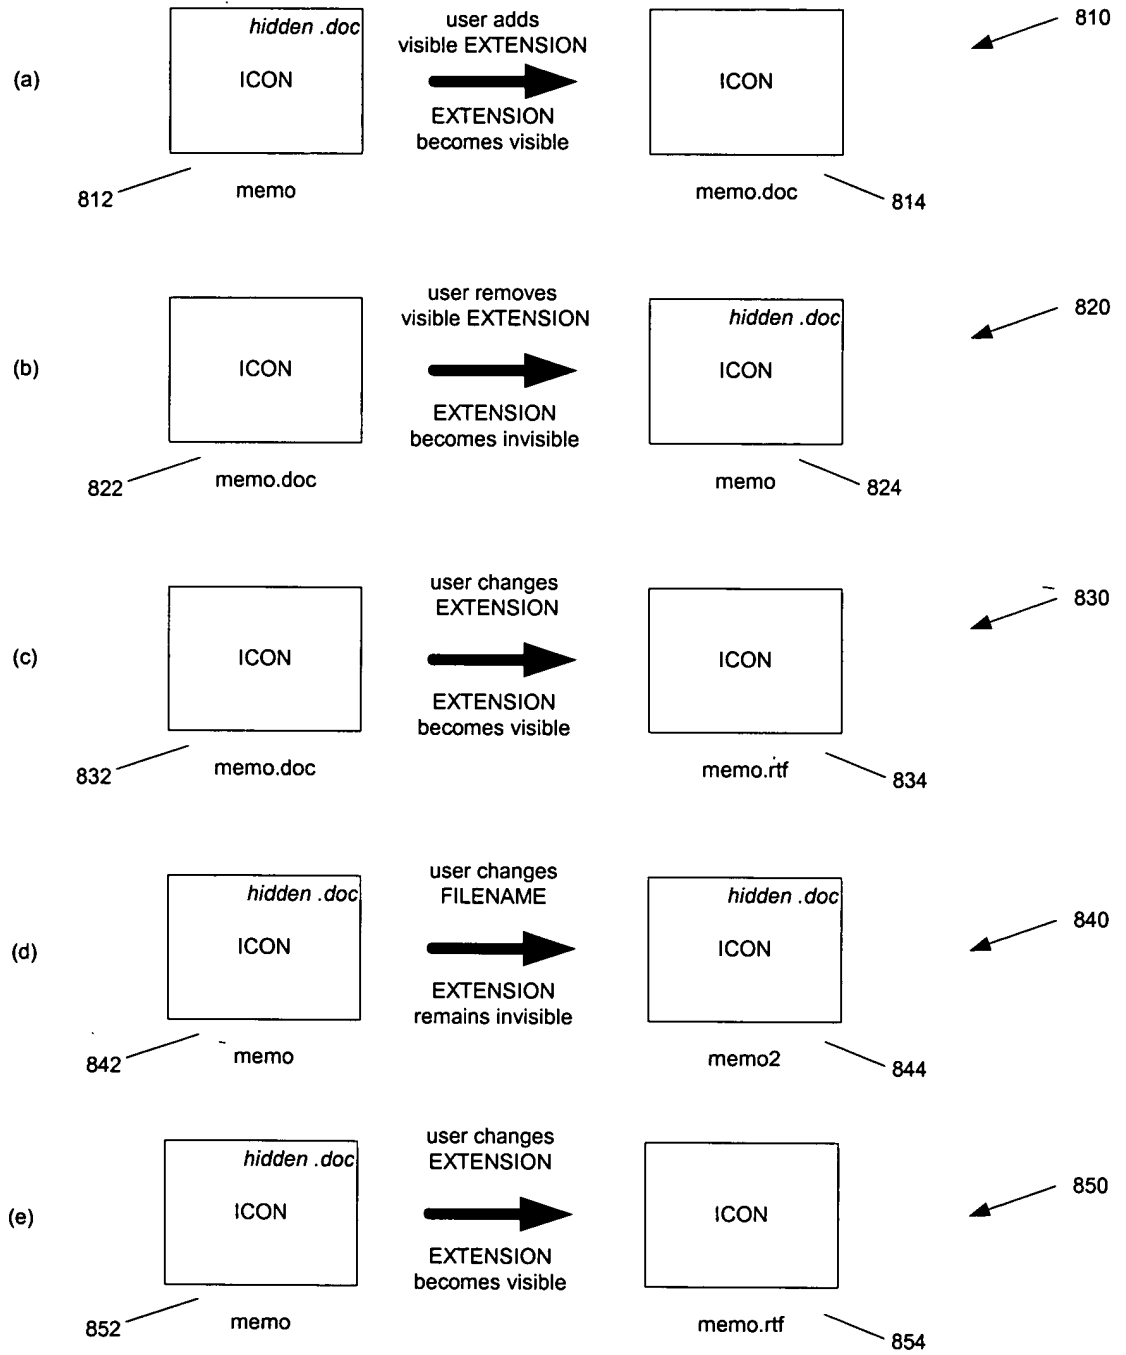 hidden .doc
user adds
visible EXTENSION
810
(a)
ICON
ICON
EXTENSION
becomes visible
812
memo
memo.doc
814
user removes
visible EXTENSION
hidden .doc
820
(b)
ICON
ICON
EXTENSION
becomes invisible
822
memo.doc
memo
824
user changes
EXTENSION
830
(c)
ICON
ICON
EXTENSION
becomes visible
832
memo.doc
memo.rtf
834
user changes
FILENAME
hidden .doc
hidden .doc
840
(d)
ICON
ICON
EXTENSION
remains invisible
842
memo
memo2
844
user changes
EXTENSION
hidden .doc
850
(e)
ICON
ICON
EXTENSION
becomes visible
852
memo
memo.rtf
854